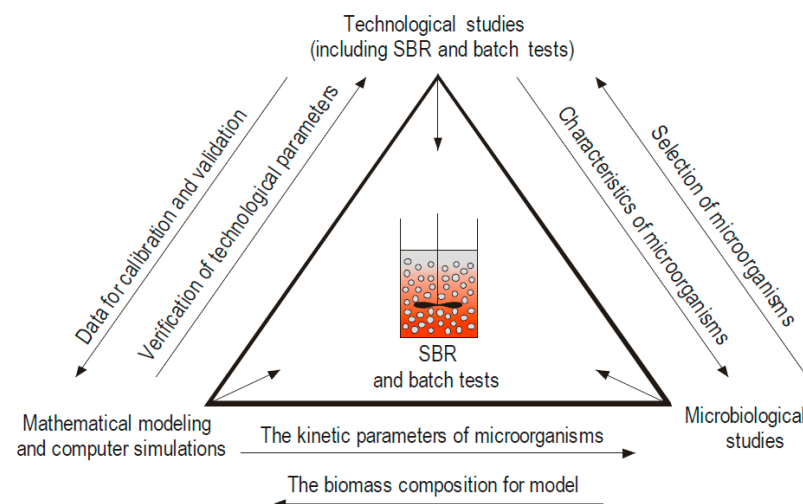 Technological studies
(including SBR and batch tests)
Data for calibration and validation
Verification of technological parameters
Characteristics of microorganisms
Selection of microorganisms
SBR
and batch tests
Mathematical modeling
and computer simulations
The kinetic parameters of microorganisms
Microbiological
studies
The biomass composition for model